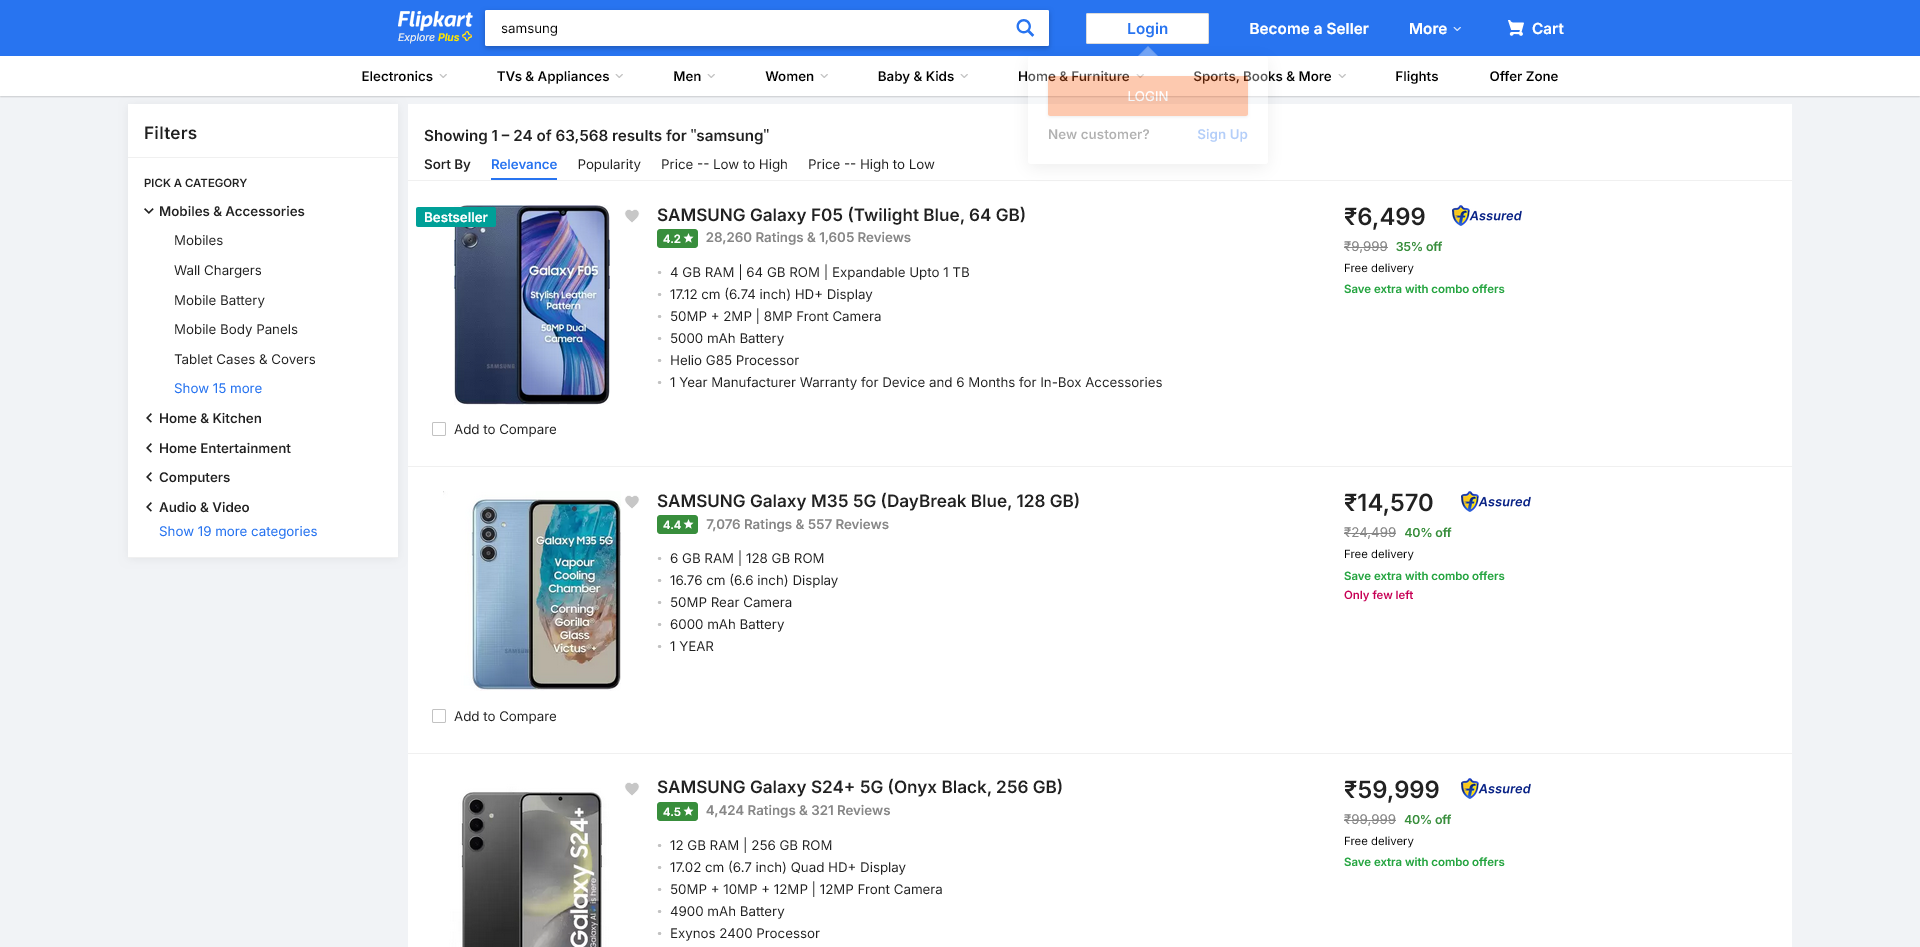 Flipkart
Explore Plus
samsung
Login
Become a Seller
More
Cart
Electronics
TVs & Appliances
Men
Women
Baby & Kids
Home & Furniture
Sports, Books & More
Flights
Offer Zone
LOGIN
New customer?
Sign Up
Filters
PICK A CATEGORY
Mobiles & Accessories
Mobiles
Wall Chargers
Mobile Battery
Mobile Body Panels
Tablet Cases & Covers
Show 15 more
Home & Kitchen
Home Entertainment
Computers
Audio & Video
Show 19 more categories
Showing 1 – 24 of 63,568 results for "samsung"
Sort By
Relevance
Popularity
Price -- Low to High
Price -- High to Low
Bestseller
Galaxy F05
Stylish Leather
Pattern
50MP Dual
Camera
SAMSUNG
Add to Compare
SAMSUNG Galaxy F05 (Twilight Blue, 64 GB)
4.2★
28,260 Ratings & 1,605 Reviews
4 GB RAM | 64 GB ROM | Expandable Upto 1 TB
17.12 cm (6.74 inch) HD+ Display
50MP + 2MP | 8MP Front Camera
5000 mAh Battery
Helio G85 Processor
1 Year Manufacturer Warranty for Device and 6 Months for In-Box Accessories
₹6,499
Assured
₹9,999 35% off
Free delivery
Save extra with combo offers
Galaxy M35 5G
Vapour
Cooling
Chamber
Corning
Gorilla
Glass
Victus +
SAMSUNG
Add to Compare
SAMSUNG Galaxy M35 5G (DayBreak Blue, 128 GB)
4.4★
7,076 Ratings & 557 Reviews
6 GB RAM | 128 GB ROM
16.76 cm (6.6 inch) Display
50MP Rear Camera
6000 mAh Battery
1 YEAR
₹14,570
Assured
₹24,499 40% off
Free delivery
Save extra with combo offers
Only few left
Galaxy S24+
Galaxy AI is here
SAMSUNG Galaxy S24+ 5G (Onyx Black, 256 GB)
4.5★
4,424 Ratings & 321 Reviews
12 GB RAM | 256 GB ROM
17.02 cm (6.7 inch) Quad HD+ Display
50MP + 10MP + 12MP | 12MP Front Camera
4900 mAh Battery
Exynos 2400 Processor
₹59,999
Assured
₹99,999 40% off
Free delivery
Save extra with combo offers